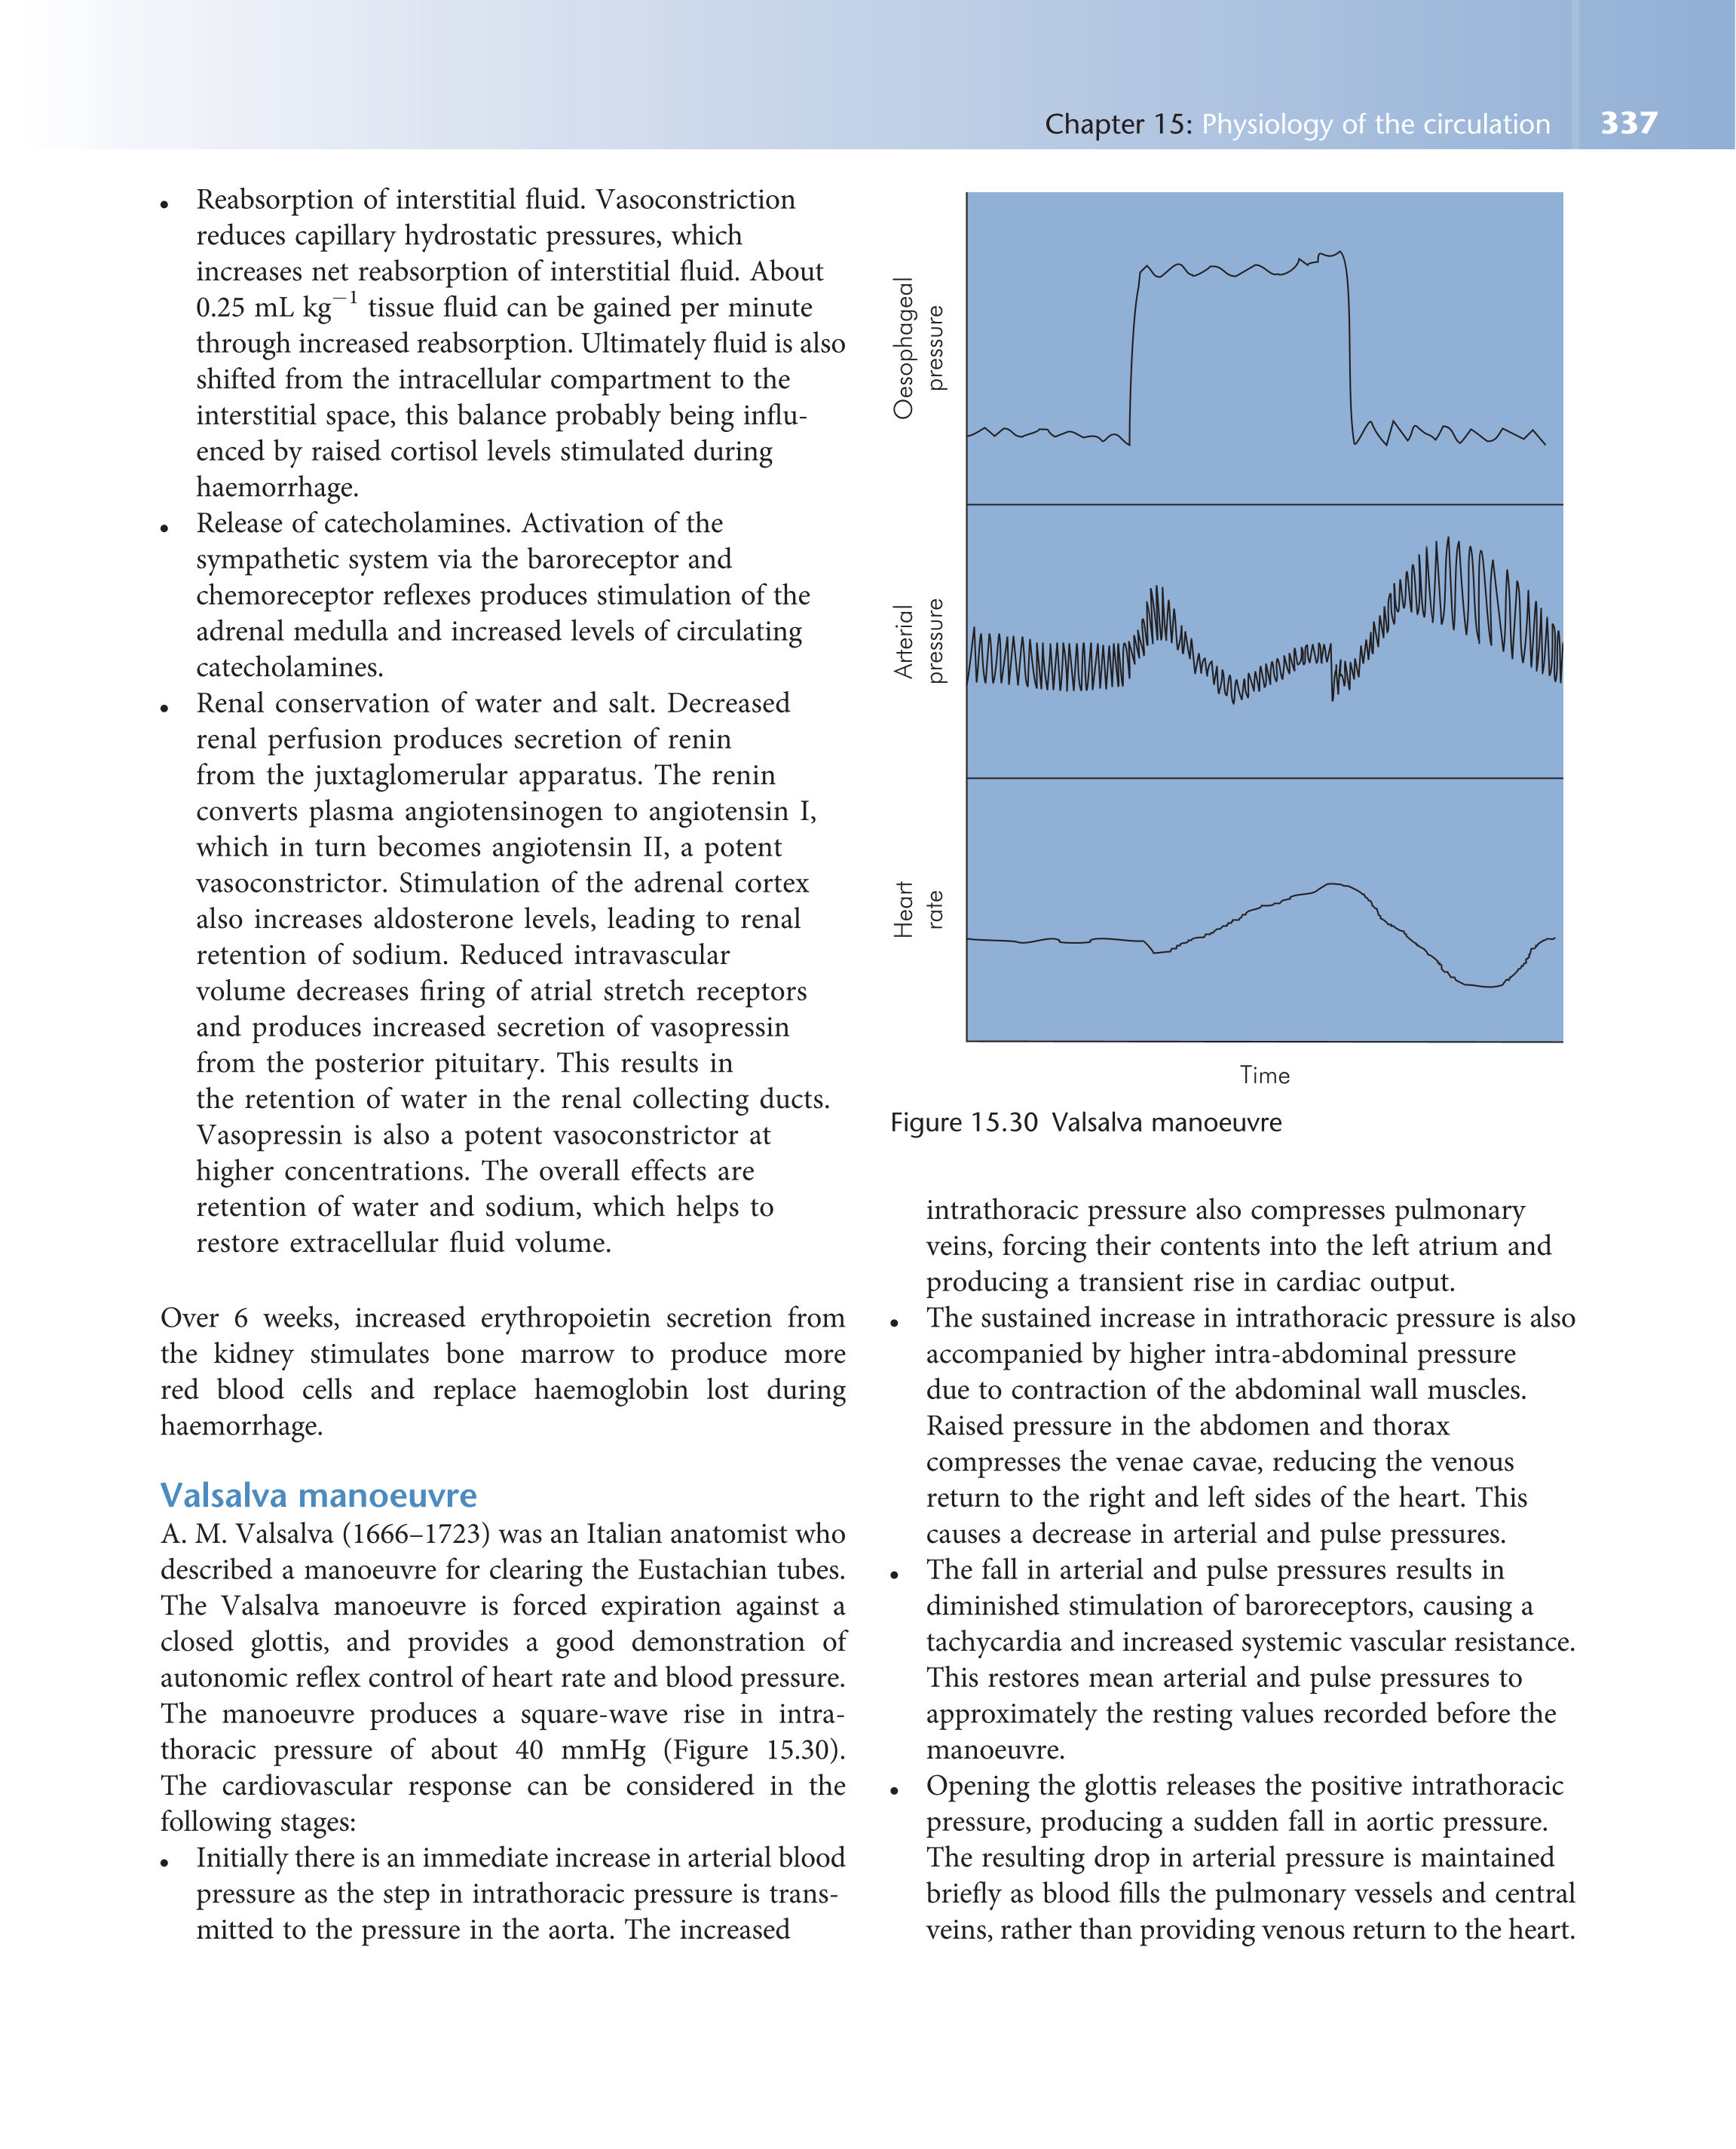 Chapter 15: Physiology of the circulation 337
• Reabsorption of interstitial fluid. Vasoconstriction
reduces capillary hydrostatic pressures, which
increases net reabsorption of interstitial fluid. About
0.25 mL kg⁻¹ tissue fluid can be gained per minute
through increased reabsorption. Ultimately fluid is also
shifted from the intracellular compartment to the
interstitial space, this balance probably being influ-
enced by raised cortisol levels stimulated during
haemorrhage.
• Release of catecholamines. Activation of the
sympathetic system via the baroreceptor and
chemoreceptor reflexes produces stimulation of the
adrenal medulla and increased levels of circulating
catecholamines.
• Renal conservation of water and salt. Decreased
renal perfusion produces secretion of renin
from the juxtaglomerular apparatus. The renin
converts plasma angiotensinogen to angiotensin I,
which in turn becomes angiotensin II, a potent
vasoconstrictor. Stimulation of the adrenal cortex
also increases aldosterone levels, leading to renal
retention of sodium. Reduced intravascular
volume decreases firing of atrial stretch receptors
and produces increased secretion of vasopressin
from the posterior pituitary. This results in
the retention of water in the renal collecting ducts.
Vasopressin is also a potent vasoconstrictor at
higher concentrations. The overall effects are
retention of water and sodium, which helps to
restore extracellular fluid volume.
Over 6 weeks, increased erythropoietin secretion from
the kidney stimulates bone marrow to produce more
red blood cells and replace haemoglobin lost during
haemorrhage.
Valsalva manoeuvre
A. M. Valsalva (1666–1723) was an Italian anatomist who
described a manoeuvre for clearing the Eustachian tubes.
The Valsalva manoeuvre is forced expiration against a
closed glottis, and provides a good demonstration of
autonomic reflex control of heart rate and blood pressure.
The manoeuvre produces a square-wave rise in intra-
thoracic pressure of about 40 mmHg (Figure 15.30).
The cardiovascular response can be considered in the
following stages:
• Initially there is an immediate increase in arterial blood
pressure as the step in intrathoracic pressure is trans-
mitted to the pressure in the aorta. The increased
Oesophageal
pressure
Arterial
pressure
Heart
rate
Time
Figure 15.30 Valsalva manoeuvre
intrathoracic pressure also compresses pulmonary
veins, forcing their contents into the left atrium and
producing a transient rise in cardiac output.
• The sustained increase in intrathoracic pressure is also
accompanied by higher intra-abdominal pressure
due to contraction of the abdominal wall muscles.
Raised pressure in the abdomen and thorax
compresses the venae cavae, reducing the venous
return to the right and left sides of the heart. This
causes a decrease in arterial and pulse pressures.
• The fall in arterial and pulse pressures results in
diminished stimulation of baroreceptors, causing a
tachycardia and increased systemic vascular resistance.
This restores mean arterial and pulse pressures to
approximately the resting values recorded before the
manoeuvre.
• Opening the glottis releases the positive intrathoracic
pressure, producing a sudden fall in aortic pressure.
The resulting drop in arterial pressure is maintained
briefly as blood fills the pulmonary vessels and central
veins, rather than providing venous return to the heart.